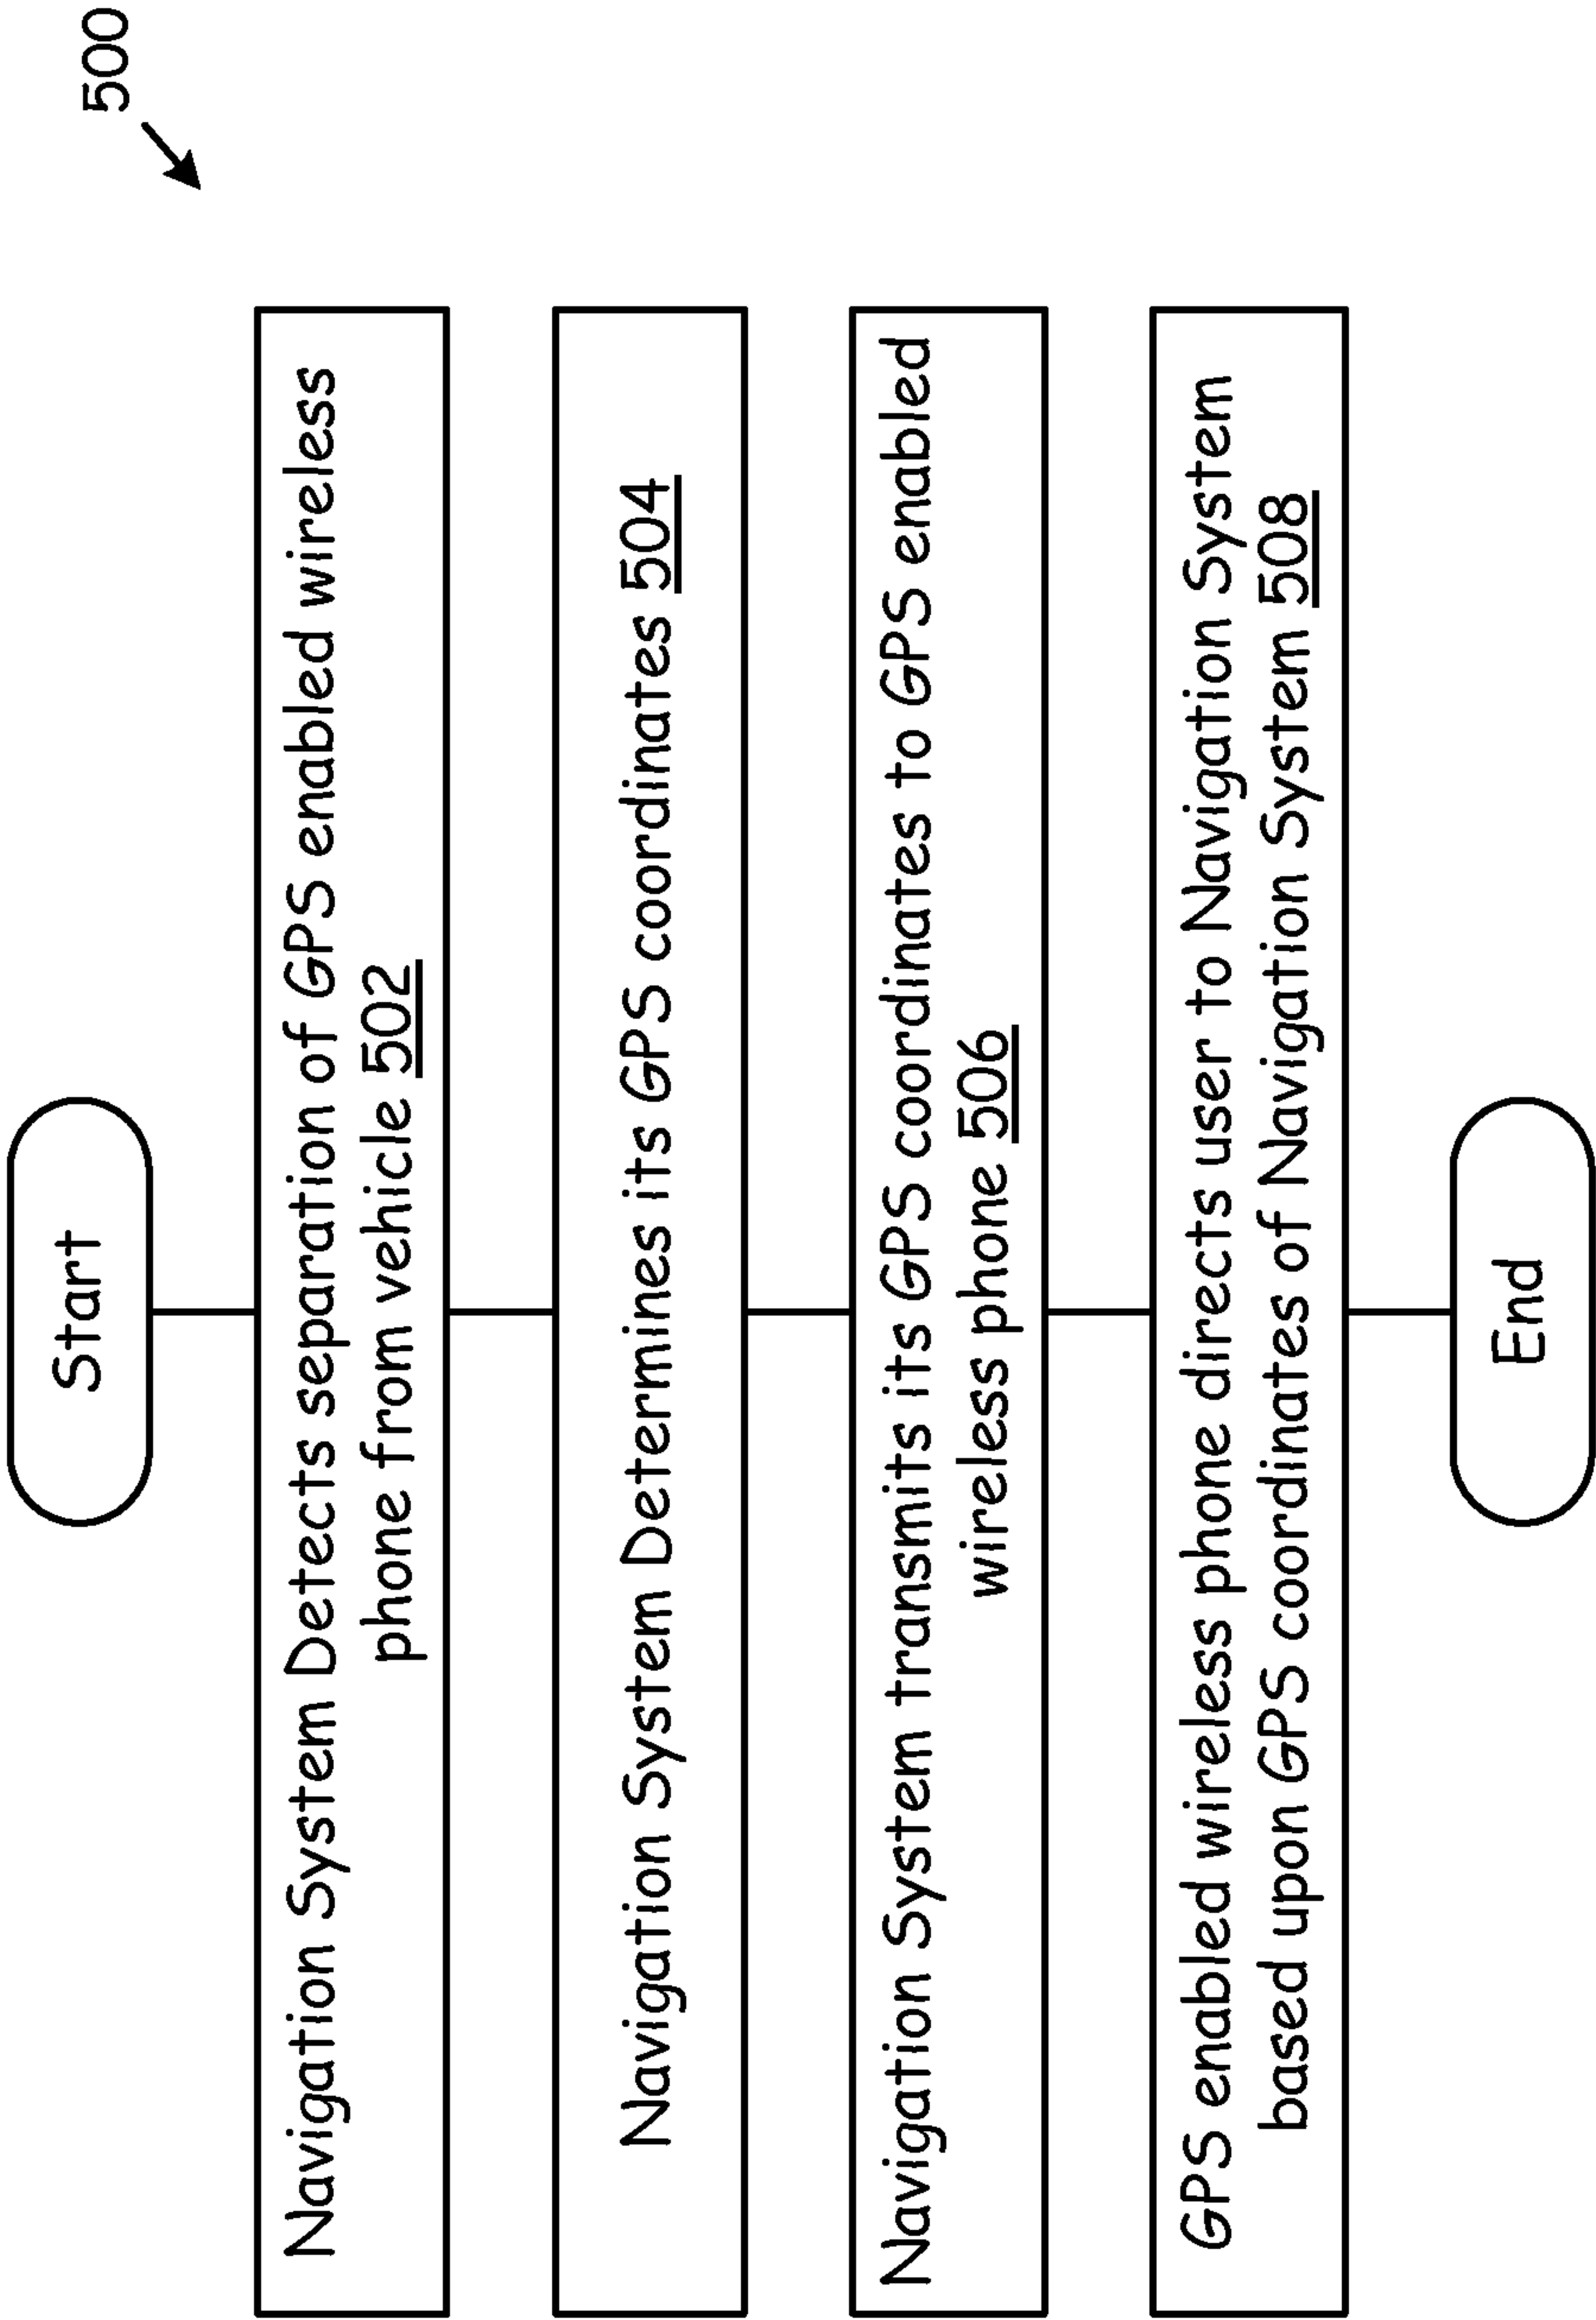 500
Start
Navigation System Detects separation of GPS enabled wireless
phone from vehicle 502
Navigation System Determines its GPS coordinates 504
Navigation System transmits its GPS coordinates to GPS enabled
wireless phone 506
GPS enabled wireless phone directs user to Navigation System
based upon GPS coordinates of Navigation System 508
End